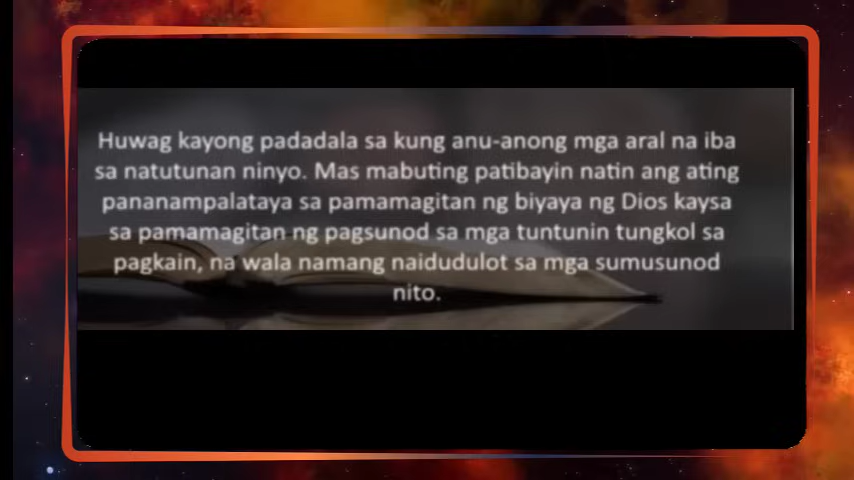 Huwag kayong padadala sa kung anu-anong mga aral na iba
sa natutunan ninyo. Mas mabuting patibayin natin ang ating
pananampalataya sa pamamagitan ng biyaya ng Dios kaysa
sa pamamagitan ng pagsunod sa mga tuntunin tungkol sa
pagkain, na wala namang naidudulot sa mga sumusunod
nito.